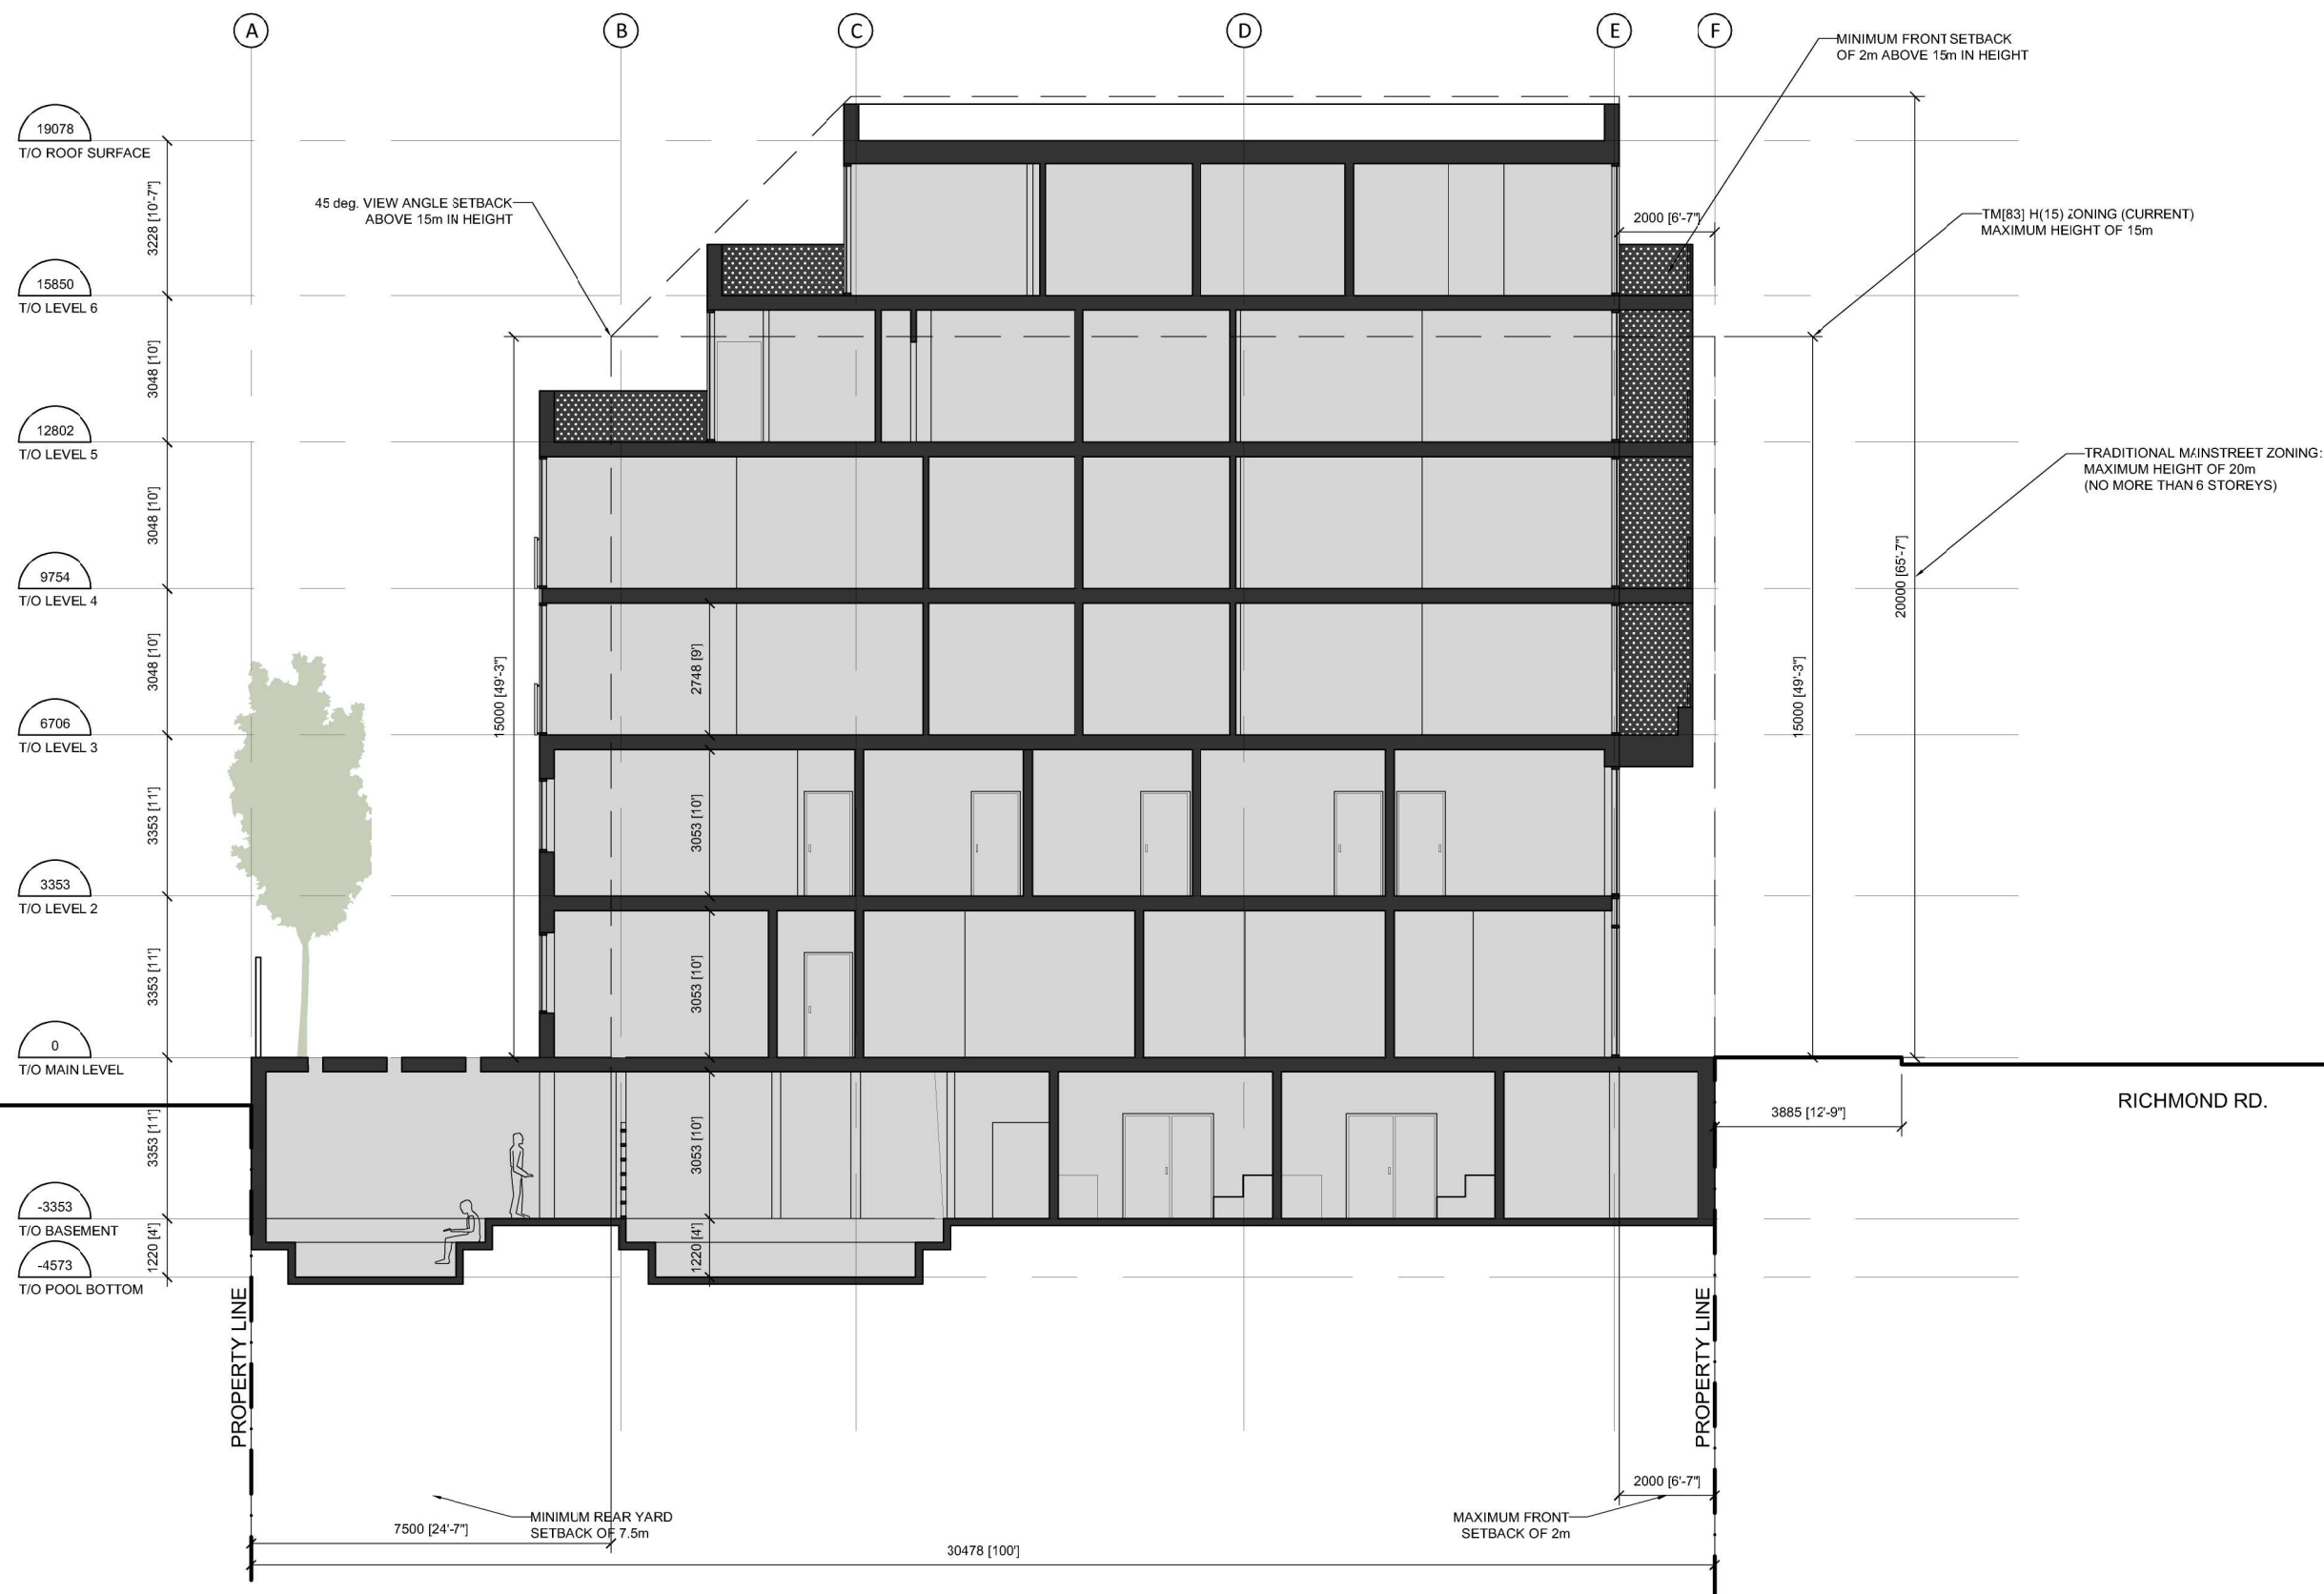 A
B
C
D
E
F
MINIMUM FRONT SETBACK
OF 2m ABOVE 15m IN HEIGHT
19078
T/O ROOF SURFACE
3228 [10'-7"]
45 deg. VIEW ANGLE SETBACK
ABOVE 15m IN HEIGHT
2000 [6'-7"]
TM[83] H(15) ZONING (CURRENT)
MAXIMUM HEIGHT OF 15m
15850
T/O LEVEL 6
3048 [10']
12802
T/O LEVEL 5
TRADITIONAL MAINSTREET ZONING:
MAXIMUM HEIGHT OF 20m
(NO MORE THAN 6 STOREYS)
3048 [10']
20000 [65'-7"]
9754
T/O LEVEL 4
3048 [10']
2748 [9']
15000 [49'-3"]
15000 [49'-3"]
6706
T/O LEVEL 3
3353 [11']
3053 [10']
3353
T/O LEVEL 2
3353 [11']
3053 [10']
0
T/O MAIN LEVEL
RICHMOND RD.
3885 [12'-9"]
3353 [11']
3053 [10']
-3353
T/O BASEMENT
1220 [4']
1220 [4']
-4573
T/O POOL BOTTOM
PROPERTY LINE
PROPERTY LINE
2000 [6'-7"]
MINIMUM REAR YARD
SETBACK OF 7.5m
MAXIMUM FRONT
SETBACK OF 2m
7500 [24'-7"]
30478 [100']